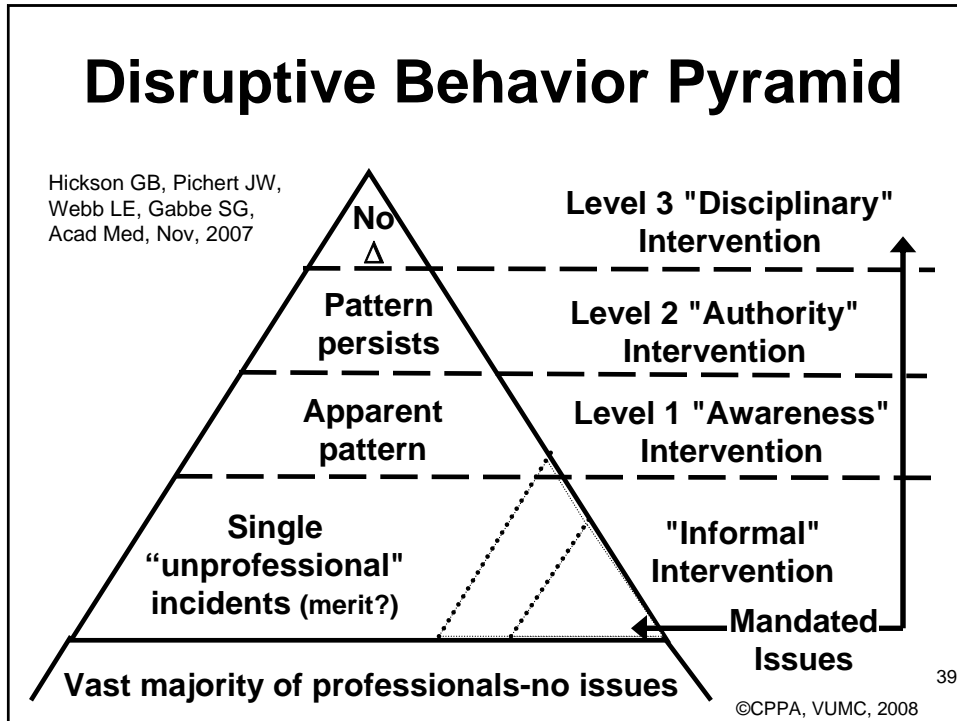 Disruptive Behavior Pyramid
Hickson GB, Pichert JW,
Webb LE, Gabbe SG,
Acad Med, Nov, 2007
No
Δ
Level 3 "Disciplinary"
Intervention
Pattern
persists
Level 2 "Authority"
Intervention
Apparent
pattern
Level 1 "Awareness"
Intervention
Single
“unprofessional"
incidents (merit?)
"Informal"
Intervention
Mandated
Issues
Vast majority of professionals-no issues
39
©CPPA, VUMC, 2008